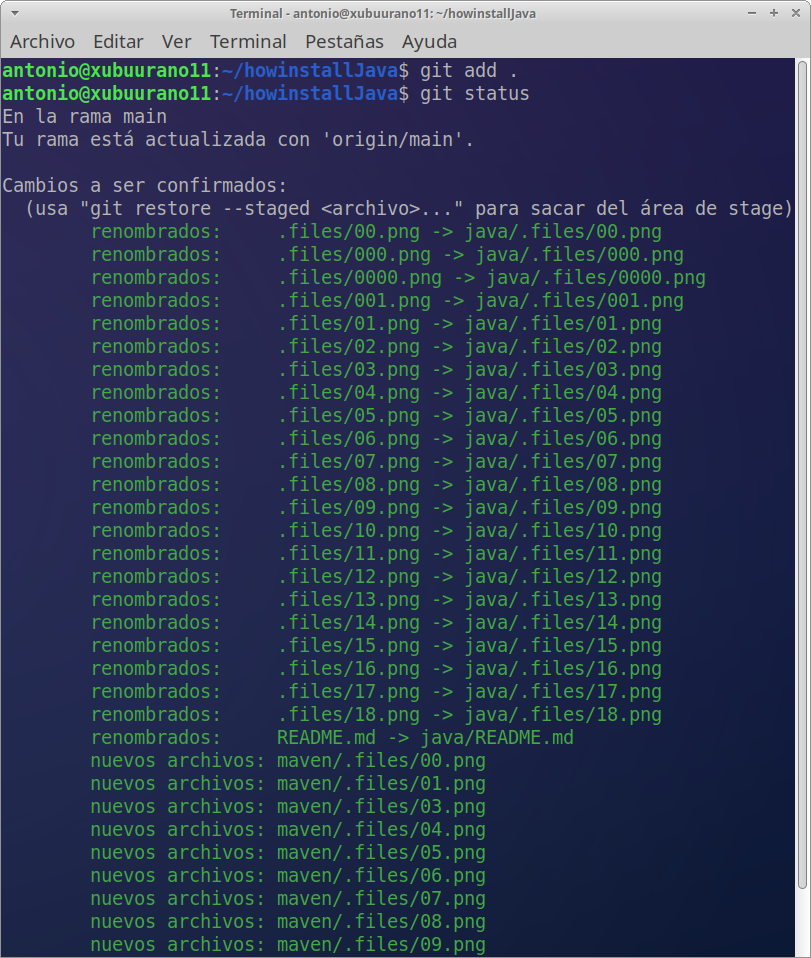 Terminal - antonio@xubuurano11: ~/howinstallJava
Archivo Editar Ver Terminal Pestañas Ayuda
antonio@xubuurano11:~/howinstallJava$ git add .
antonio@xubuurano11:~/howinstallJava$ git status
En la rama main
Tu rama está actualizada con 'origin/main'.
Cambios a ser confirmados:
(usa "git restore --staged <archivo>..." para sacar del área de stage)
renombrados: .files/00.png -> java/.files/00.png
renombrados: .files/000.png -> java/.files/000.png
renombrados: .files/0000.png -> java/.files/0000.png
renombrados: .files/001.png -> java/.files/001.png
renombrados: .files/01.png -> java/.files/01.png
renombrados: .files/02.png -> java/.files/02.png
renombrados: .files/03.png -> java/.files/03.png
renombrados: .files/04.png -> java/.files/04.png
renombrados: .files/05.png -> java/.files/05.png
renombrados: .files/06.png -> java/.files/06.png
renombrados: .files/07.png -> java/.files/07.png
renombrados: .files/08.png -> java/.files/08.png
renombrados: .files/09.png -> java/.files/09.png
renombrados: .files/10.png -> java/.files/10.png
renombrados: .files/11.png -> java/.files/11.png
renombrados: .files/12.png -> java/.files/12.png
renombrados: .files/13.png -> java/.files/13.png
renombrados: .files/14.png -> java/.files/14.png
renombrados: .files/15.png -> java/.files/15.png
renombrados: .files/16.png -> java/.files/16.png
renombrados: .files/17.png -> java/.files/17.png
renombrados: .files/18.png -> java/.files/18.png
renombrados: README.md -> java/README.md
nuevos archivos: maven/.files/00.png
nuevos archivos: maven/.files/01.png
nuevos archivos: maven/.files/03.png
nuevos archivos: maven/.files/04.png
nuevos archivos: maven/.files/05.png
nuevos archivos: maven/.files/06.png
nuevos archivos: maven/.files/07.png
nuevos archivos: maven/.files/08.png
nuevos archivos: maven/.files/09.png